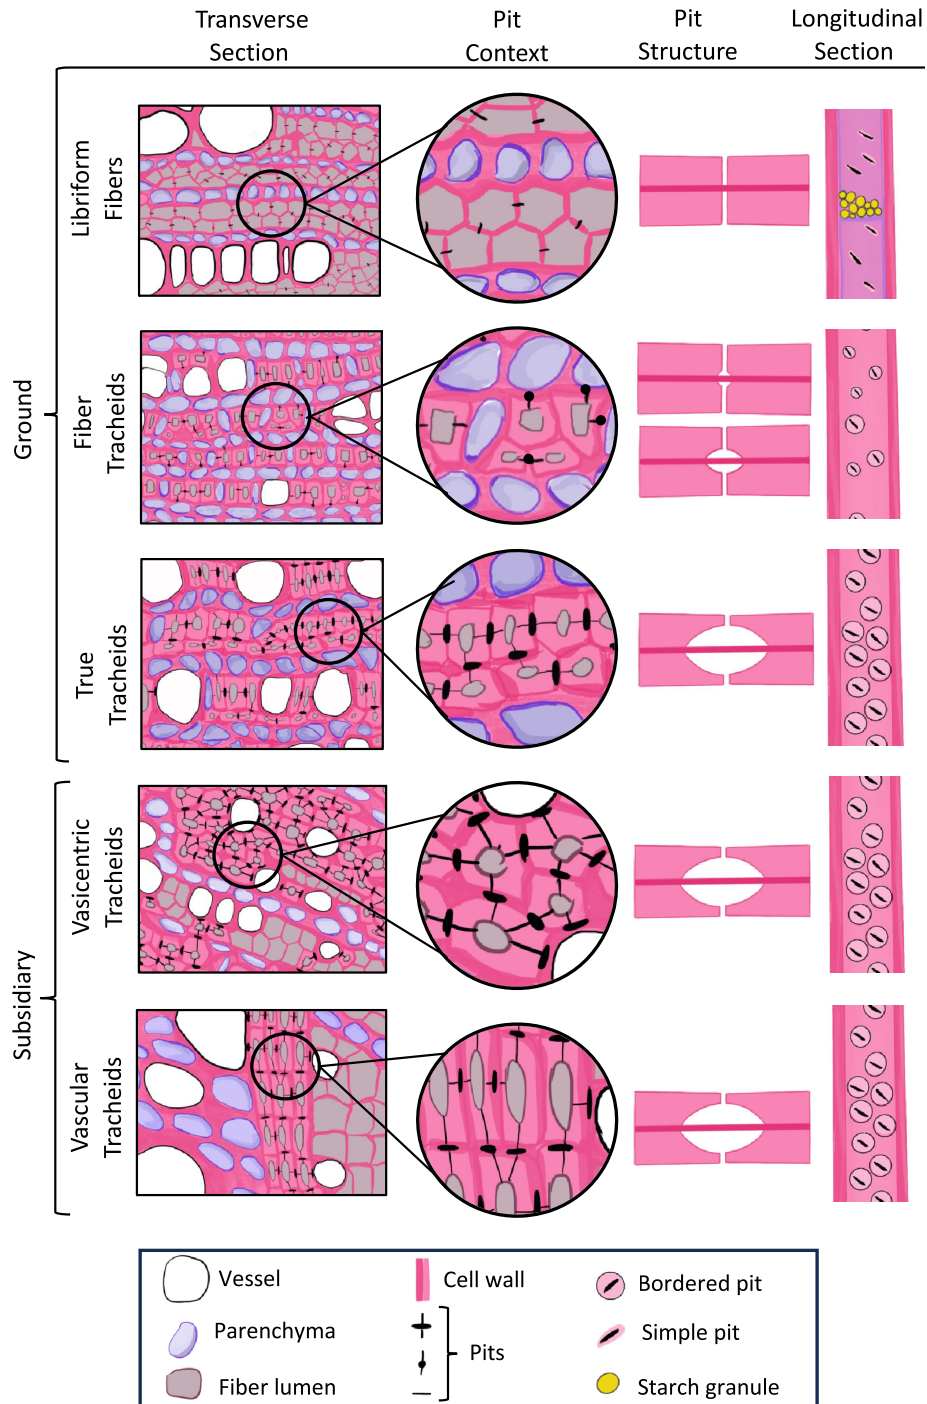 Transverse
Section
Pit
Context
Pit
Structure
Longitudinal
Section
Ground
Libriform
Fibers
Fiber
Tracheids
True
Tracheids
Subsidiary
Vasicentric
Tracheids
Vascular
Tracheids
Vessel
Cell wall
Bordered pit
Parenchyma
Pits
Simple pit
Fiber lumen
Starch granule